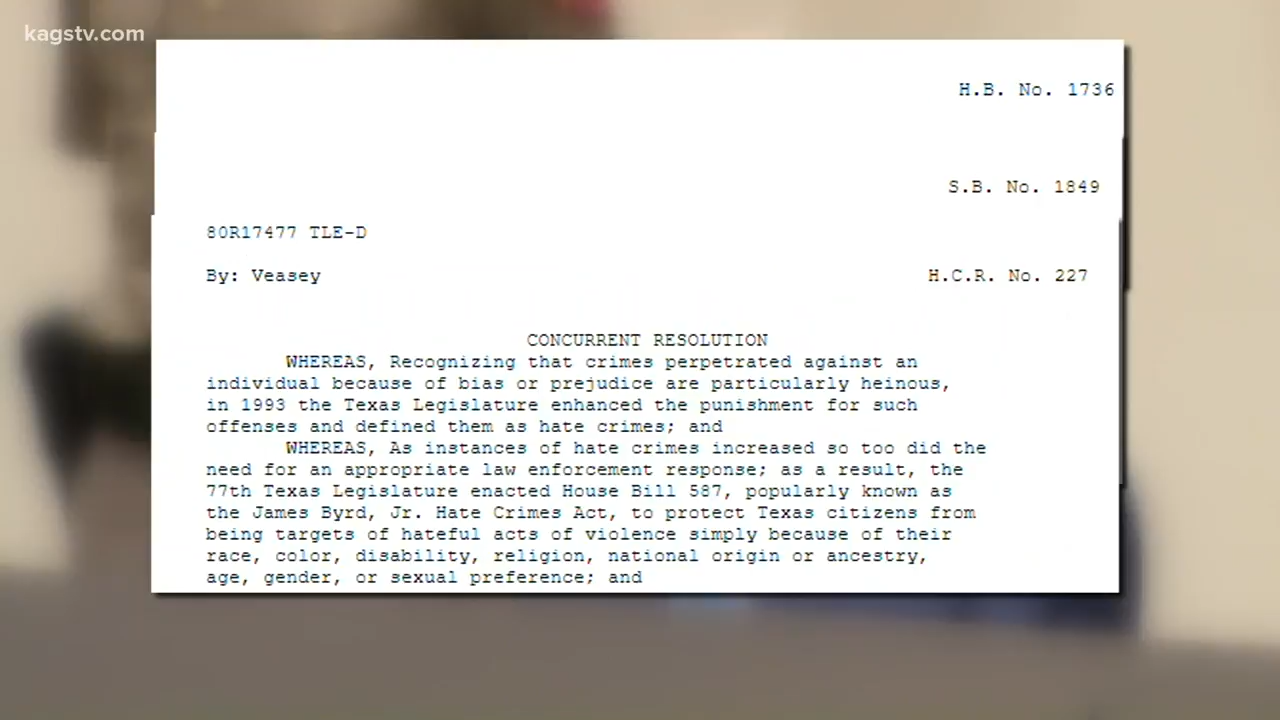 kagstv.com
H.B. No. 1736
S.B. No. 1849
80R17477 TLE-D
By: Veasey H.C.R. No. 227
CONCURRENT RESOLUTION
WHEREAS, Recognizing that crimes perpetrated against an
individual because of bias or prejudice are particularly heinous,
in 1993 the Texas Legislature enhanced the punishment for such
offenses and defined them as hate crimes; and
WHEREAS, As instances of hate crimes increased so too did the
need for an appropriate law enforcement response; as a result, the
77th Texas Legislature enacted House Bill 587, popularly known as
the James Byrd, Jr. Hate Crimes Act, to protect Texas citizens from
being targets of hateful acts of violence simply because of their
race, color, disability, religion, national origin or ancestry,
age, gender, or sexual preference; and